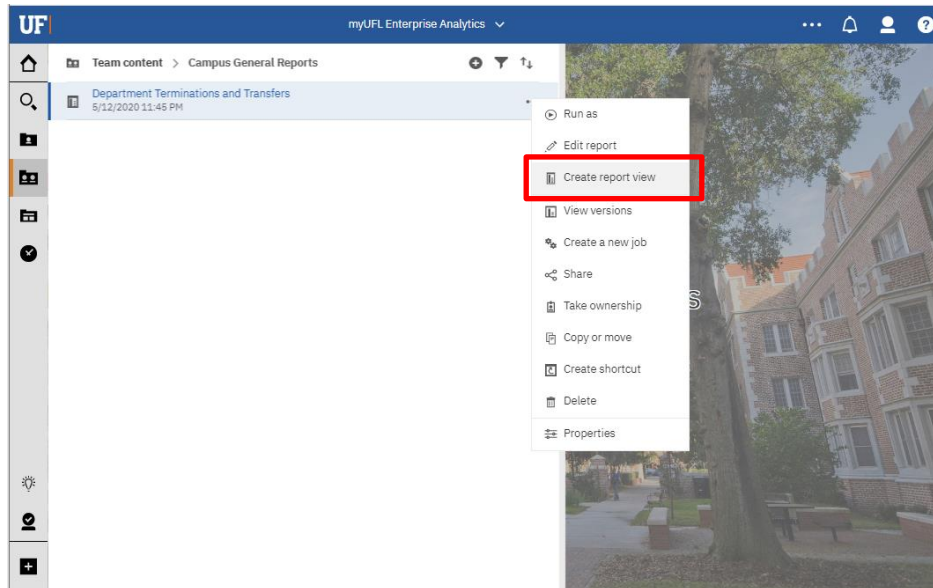 UF
myUFL Enterprise Analytics
Team content > Campus General Reports
Department Terminations and Transfers
5/12/2020 11:45 PM
Run as
Edit report
Create report view
View versions
Create a new job
Share
Take ownership
Copy or move
Create shortcut
Delete
Properties
S